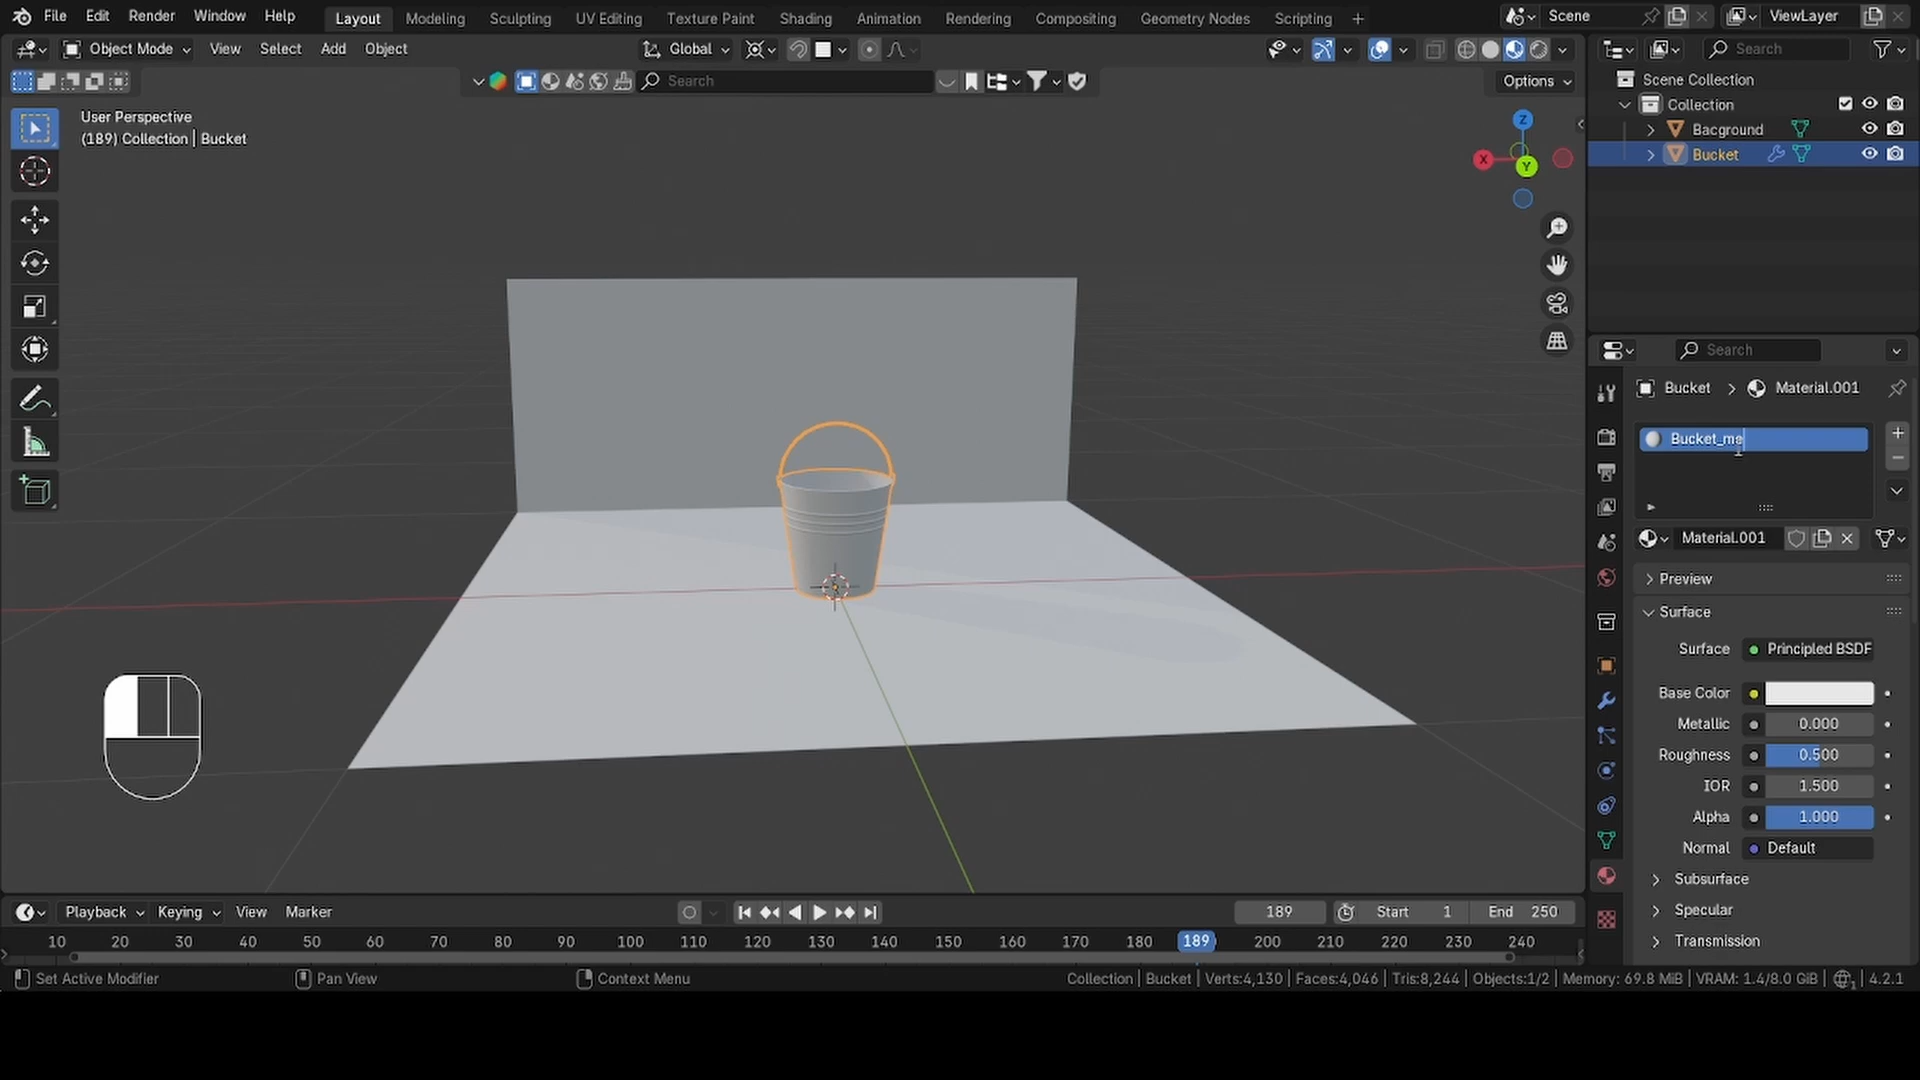 File Edit Render Window Help Layout Modeling Sculpting UV Editing Texture Paint Shading Animation Rendering Compositing Geometry Nodes Scripting + Scene ViewLayer
Object Mode View Select Add Object Global Search
Search Options
User Perspective
(189) Collection | Bucket
Z
X
Y
Scene Collection
Collection
Bacground
Bucket
Search
Bucket > Material.001
Bucket_ma
Material.001
Preview
Surface
Surface Principled BSDF
Base Color
Metallic 0.000
Roughness 0.500
IOR 1.500
Alpha 1.000
Normal Default
Subsurface
Specular
Transmission
Playback Keying View Marker 189 Start 1 End 250
10 20 30 40 50 60 70 80 90 100 110 120 130 140 150 160 170 180 189 200 210 220 230 240
Set Active Modifier Pan View Context Menu Collection | Bucket | Verts:4,130 | Faces:4,046 | Tris:8,244 | Objects:1/2 | Memory: 69.8 MiB | VRAM: 1.4/8.0 GiB | 1 | 4.2.1